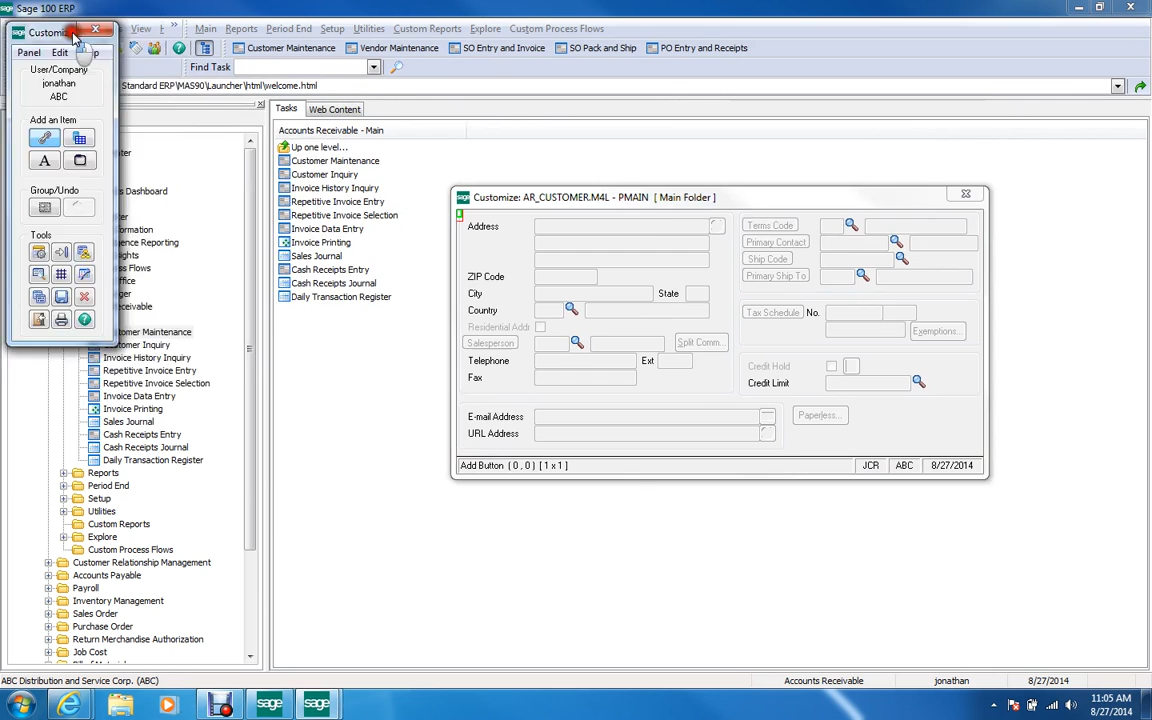 sage Sage 100 ERP
sage Customiz
View
Main Reports Period End Setup Utilities Custom Reports Explore Custom Process Flows
Panel Edit
Customer Maintenance Vendor Maintenance SO Entry and Invoice SO Pack and Ship PO Entry and Receipts
User/Company
jonathan
ABC
Find Task
Standard ERP\MAS90\Launcher\html\welcome.html
Tasks Web Content
Add an Item
A
Group/Undo
Tools
Accounts Receivable - Main
Up one level...
Customer Maintenance
Customer Inquiry
Invoice History Inquiry
Repetitive Invoice Entry
Repetitive Invoice Selection
Invoice Data Entry
Invoice Printing
Sales Journal
Cash Receipts Entry
Cash Receipts Journal
Daily Transaction Register
s Dashboard
Customer Maintenance
Customer Inquiry
Invoice History Inquiry
Repetitive Invoice Entry
Repetitive Invoice Selection
Invoice Data Entry
Invoice Printing
Sales Journal
Cash Receipts Entry
Cash Receipts Journal
Daily Transaction Register
Reports
Period End
Setup
Utilities
Custom Reports
Explore
Custom Process Flows
Customer Relationship Management
Accounts Payable
Payroll
Inventory Management
Sales Order
Purchase Order
Return Merchandise Authorization
Job Cost
sage Customize: AR_CUSTOMER.M4L - PMAIN [ Main Folder ]
Address
ZIP Code
City State
Country
Residential Addr
Salesperson Split Comm...
Telephone Ext
Fax
E-mail Address
URL Address
Terms Code
Primary Contact
Ship Code
Primary Ship To
Tax Schedule No.
Exemptions...
Credit Hold
Credit Limit
Paperless...
Add Button ( 0 , 0 ) [ 1 x 1 ] JCR ABC 8/27/2014
ABC Distribution and Service Corp. (ABC) Accounts Receivable jonathan 8/27/2014
11:05 AM
8/27/2014